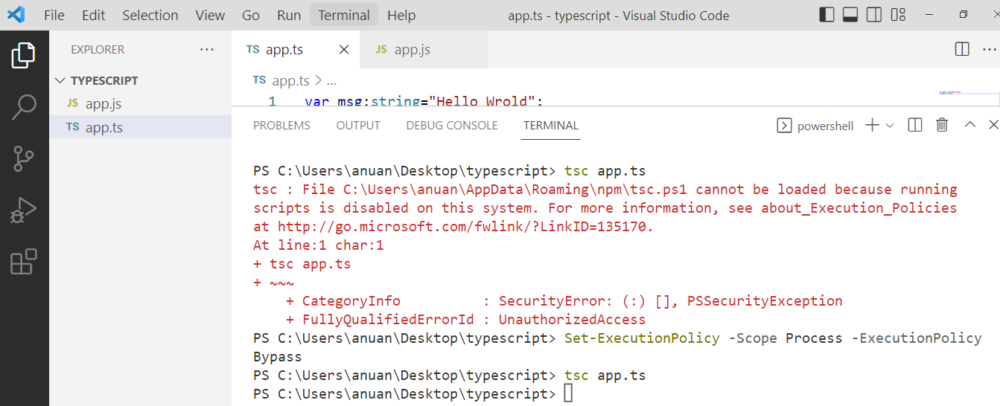 File Edit Selection View Go Run Terminal Help app.ts - typescript - Visual Studio Code
EXPLORER ...
TS app.ts
JS app.js
...
TYPESCRIPT
JS app.js
TS app.ts
TS app.ts > ...
1 var msg:string="Hello Wrold";
PROBLEMS OUTPUT DEBUG CONSOLE TERMINAL powershell
PS C:\Users\anuan\Desktop\typescript> tsc app.ts
tsc : File C:\Users\anuan\AppData\Roaming\npm\tsc.ps1 cannot be loaded because running
scripts is disabled on this system. For more information, see about_Execution_Policies
at http://go.microsoft.com/fwlink/?LinkID=135170.
At line:1 char:1
+ tsc app.ts
+ ~~~
    + CategoryInfo          : SecurityError: (:) [], PSSecurityException
    + FullyQualifiedErrorId : UnauthorizedAccess
PS C:\Users\anuan\Desktop\typescript> Set-ExecutionPolicy -Scope Process -ExecutionPolicy
Bypass
PS C:\Users\anuan\Desktop\typescript> tsc app.ts
PS C:\Users\anuan\Desktop\typescript>